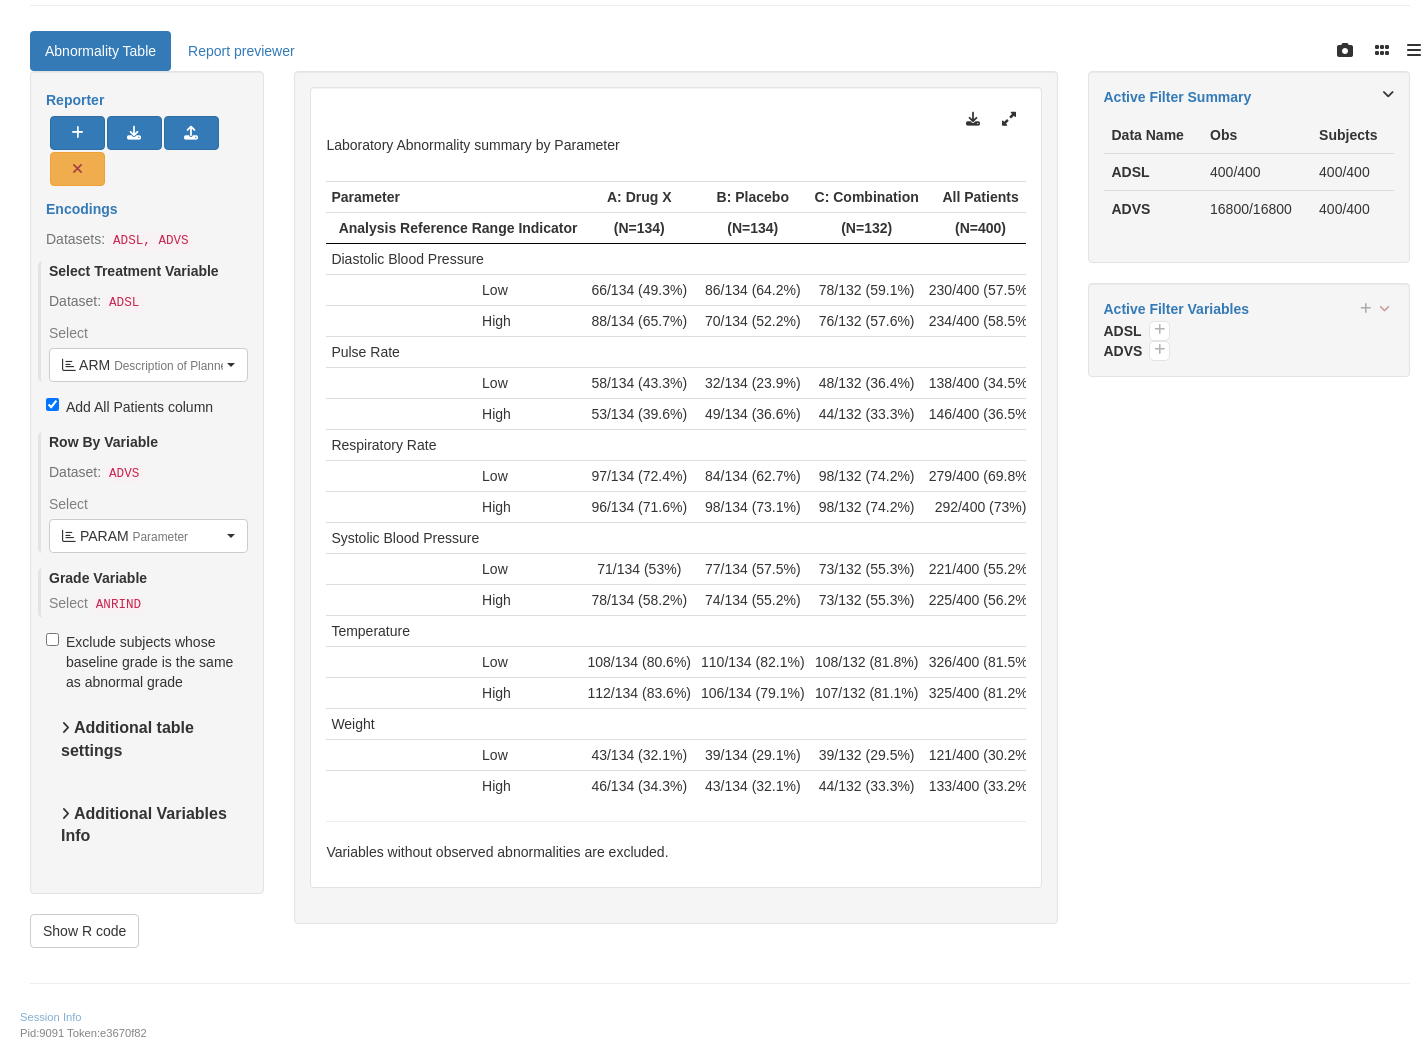 Abnormality Table Report previewer
Reporter
Encodings
Datasets: ADSL, ADVS
Select Treatment Variable
Dataset: ADSL
Select
ARM Description of Planne
Add All Patients column
Row By Variable
Dataset: ADVS
Select
PARAM Parameter
Grade Variable
Select ANRIND
Exclude subjects whose
baseline grade is the same
as abnormal grade
Additional table
settings
Additional Variables
Info
Show R code
Laboratory Abnormality summary by Parameter
Parameter A: Drug X B: Placebo C: Combination All Patients
Analysis Reference Range Indicator (N=134) (N=134) (N=132) (N=400)
Diastolic Blood Pressure
Low 66/134 (49.3%) 86/134 (64.2%) 78/132 (59.1%) 230/400 (57.5%
High 88/134 (65.7%) 70/134 (52.2%) 76/132 (57.6%) 234/400 (58.5%
Pulse Rate
Low 58/134 (43.3%) 32/134 (23.9%) 48/132 (36.4%) 138/400 (34.5%
High 53/134 (39.6%) 49/134 (36.6%) 44/132 (33.3%) 146/400 (36.5%
Respiratory Rate
Low 97/134 (72.4%) 84/134 (62.7%) 98/132 (74.2%) 279/400 (69.8%
High 96/134 (71.6%) 98/134 (73.1%) 98/132 (74.2%) 292/400 (73%)
Systolic Blood Pressure
Low 71/134 (53%) 77/134 (57.5%) 73/132 (55.3%) 221/400 (55.2%
High 78/134 (58.2%) 74/134 (55.2%) 73/132 (55.3%) 225/400 (56.2%
Temperature
Low 108/134 (80.6%) 110/134 (82.1%) 108/132 (81.8%) 326/400 (81.5%
High 112/134 (83.6%) 106/134 (79.1%) 107/132 (81.1%) 325/400 (81.2%
Weight
Low 43/134 (32.1%) 39/134 (29.1%) 39/132 (29.5%) 121/400 (30.2%
High 46/134 (34.3%) 43/134 (32.1%) 44/132 (33.3%) 133/400 (33.2%
Variables without observed abnormalities are excluded.
Active Filter Summary
Data Name Obs Subjects
ADSL 400/400 400/400
ADVS 16800/16800 400/400
Active Filter Variables
ADSL
ADVS
Session Info
Pid:9091 Token:e3670f82